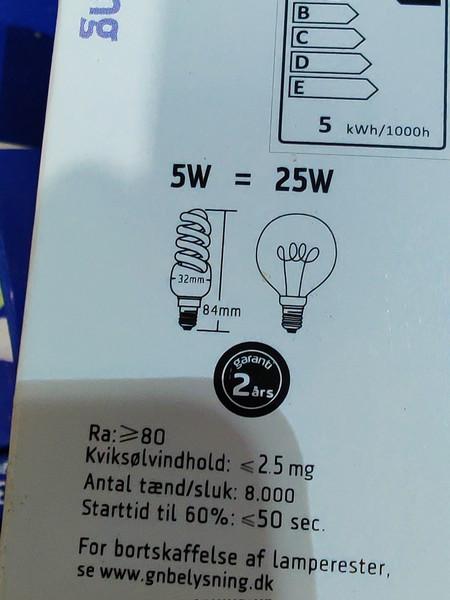 B
C
D
E
5 kWh/1000h
5W = 25W
32mm
84mm
garanti
2 års
Ra:≥80
Kviksølvindhold: ≤2.5 mg
Antal tænd/sluk: 8.000
Starttid til 60%: ≤50 sec.
For bortskaffelse af lamperester,
se www.gnbelysning.dk